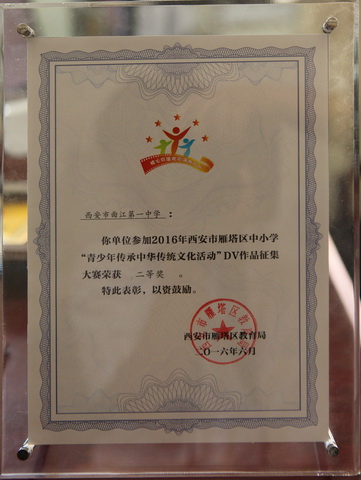 西安市曲江第一中学：
你单位参加2016年西安市雁塔区中小学
“青少年传承中华传统文化活动”DV作品征集
大赛荣获 二等奖 。
特此表彰，以资鼓励。
西安市雁塔区教育局
二〇一六年六月